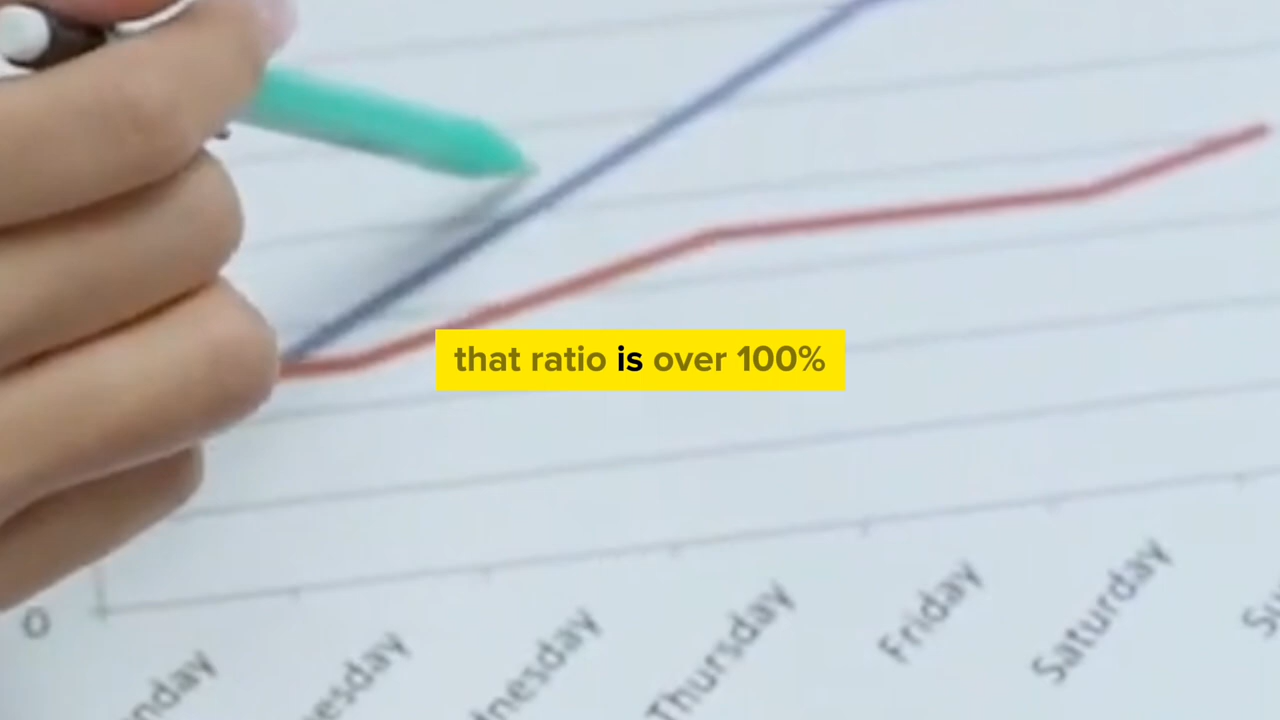 that ratio is over 100%
0
Thursday
Friday
Saturday